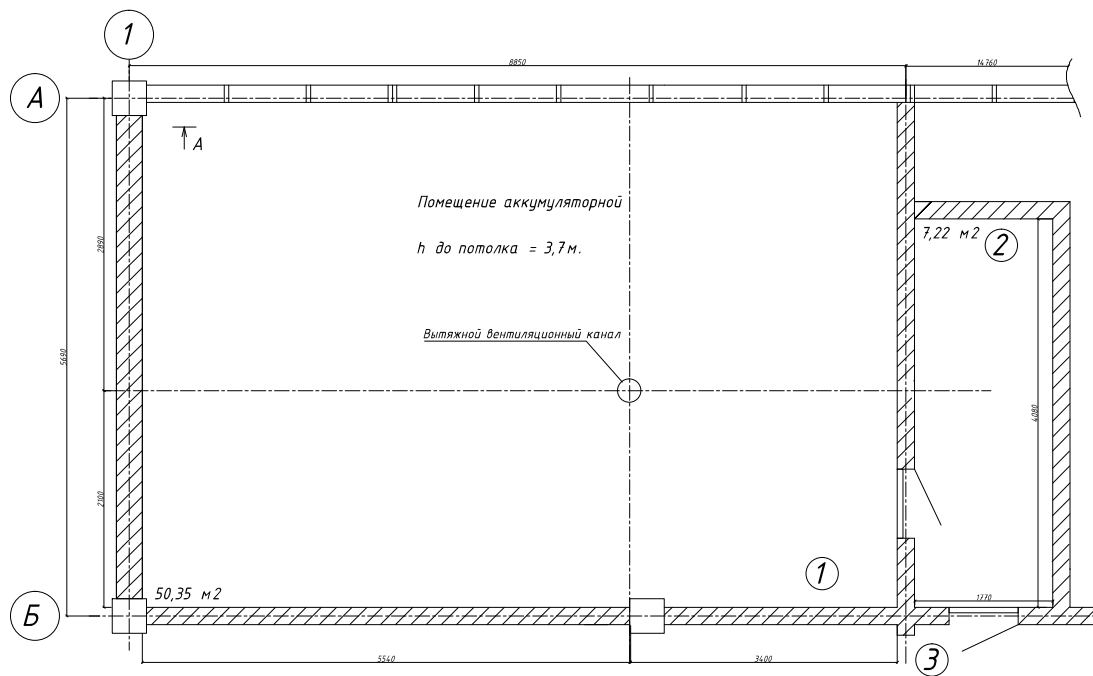 1
8850
14760
А
А
Помещение аккумуляторной
h до потолка = 3,7м.
7,22 м2
2
2890
5690
Вытяжной вентиляционный канал
4080
2100
1
50,35 м2
1770
Б
5540
3400
3